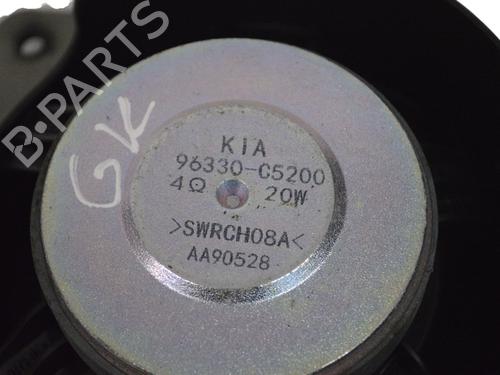 B-PARTS
GK
KIA
96330-C5200
4Ω 20W
>SWRCH08A<
AA90528